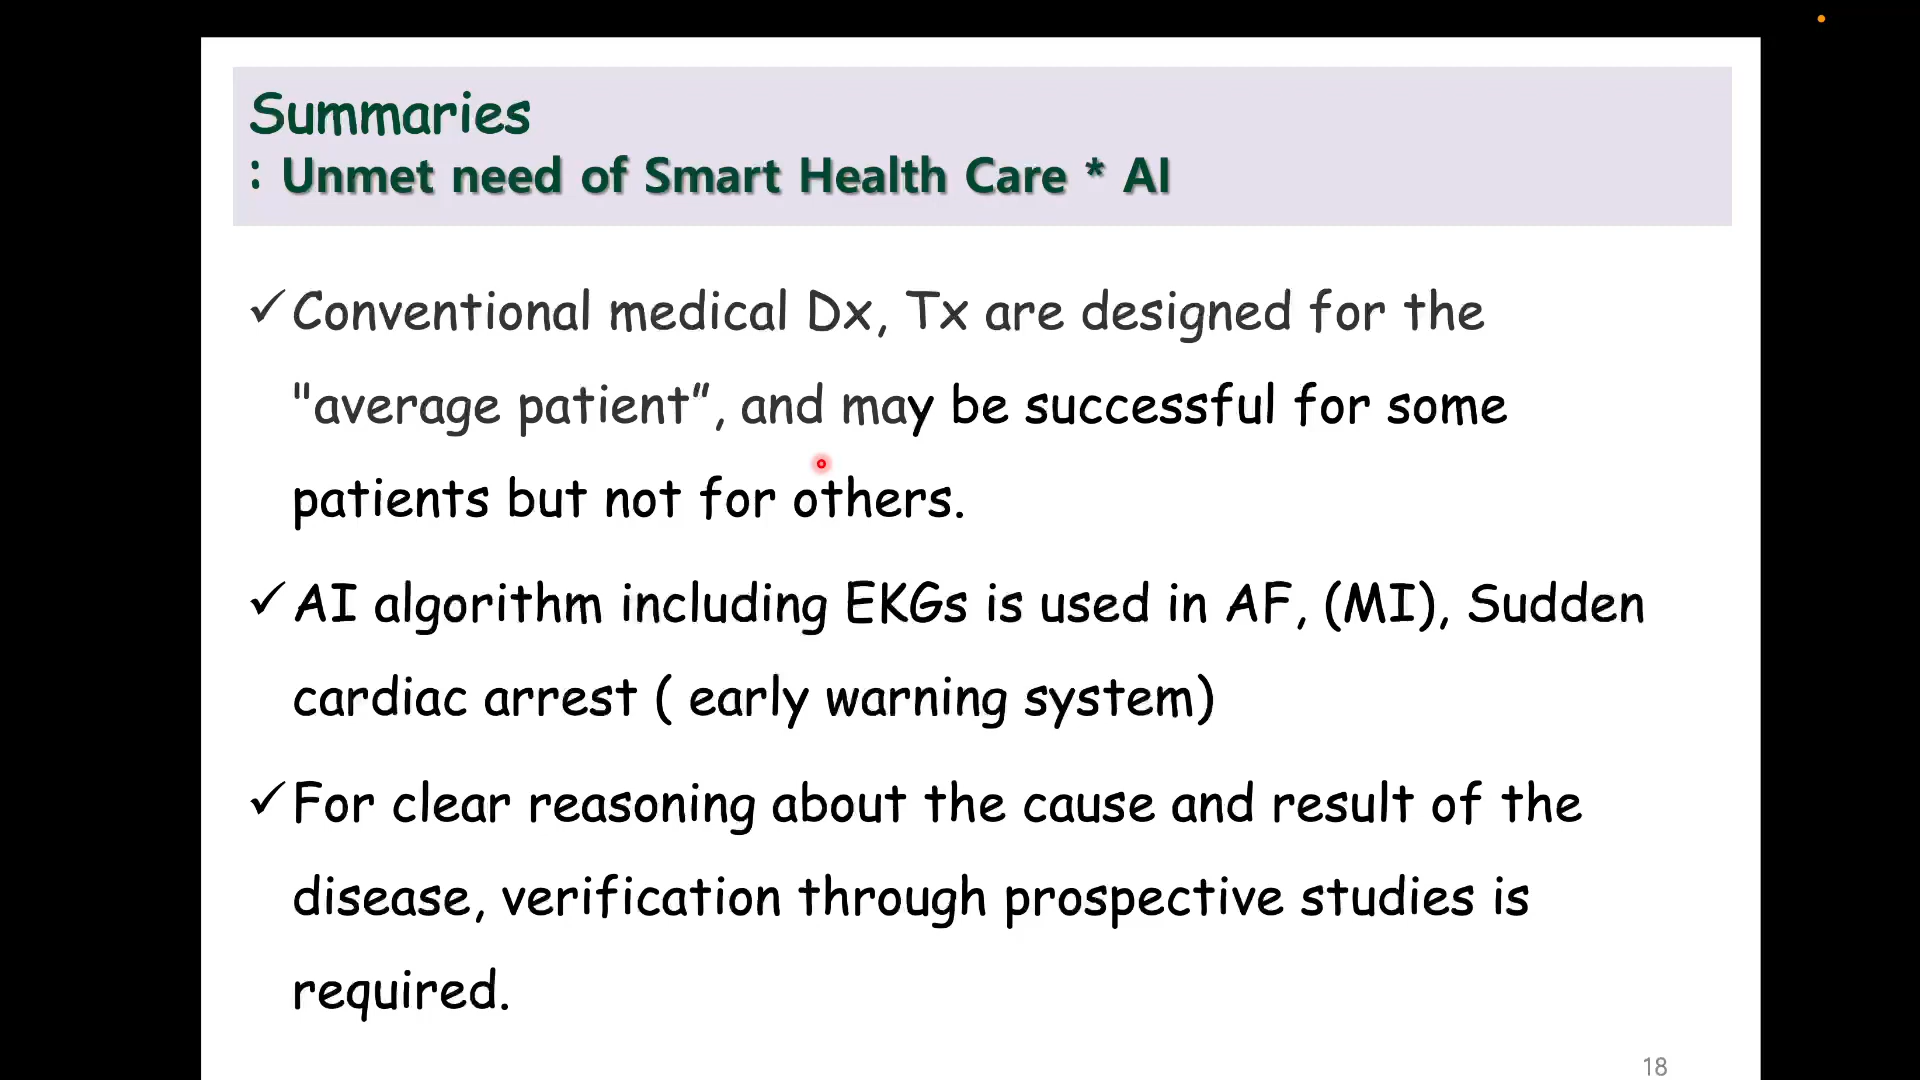 Summaries
: Unmet need of Smart Health Care * AI
✓Conventional medical Dx, Tx are designed for the
"average patient”, and may be successful for some
patients but not for others.
✓AI algorithm including EKGs is used in AF, (MI), Sudden
cardiac arrest ( early warning system)
✓For clear reasoning about the cause and result of the
disease, verification through prospective studies is
required.
18